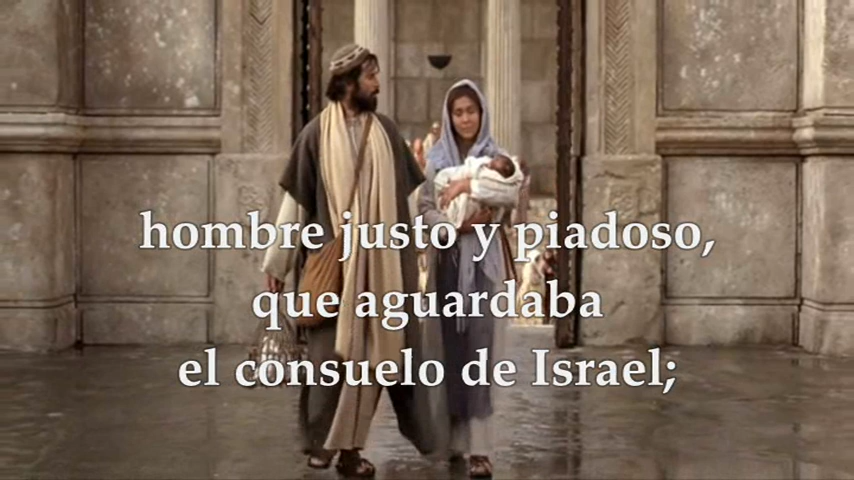 hombre justo y piadoso,
que aguardaba
el consuelo de Israel;